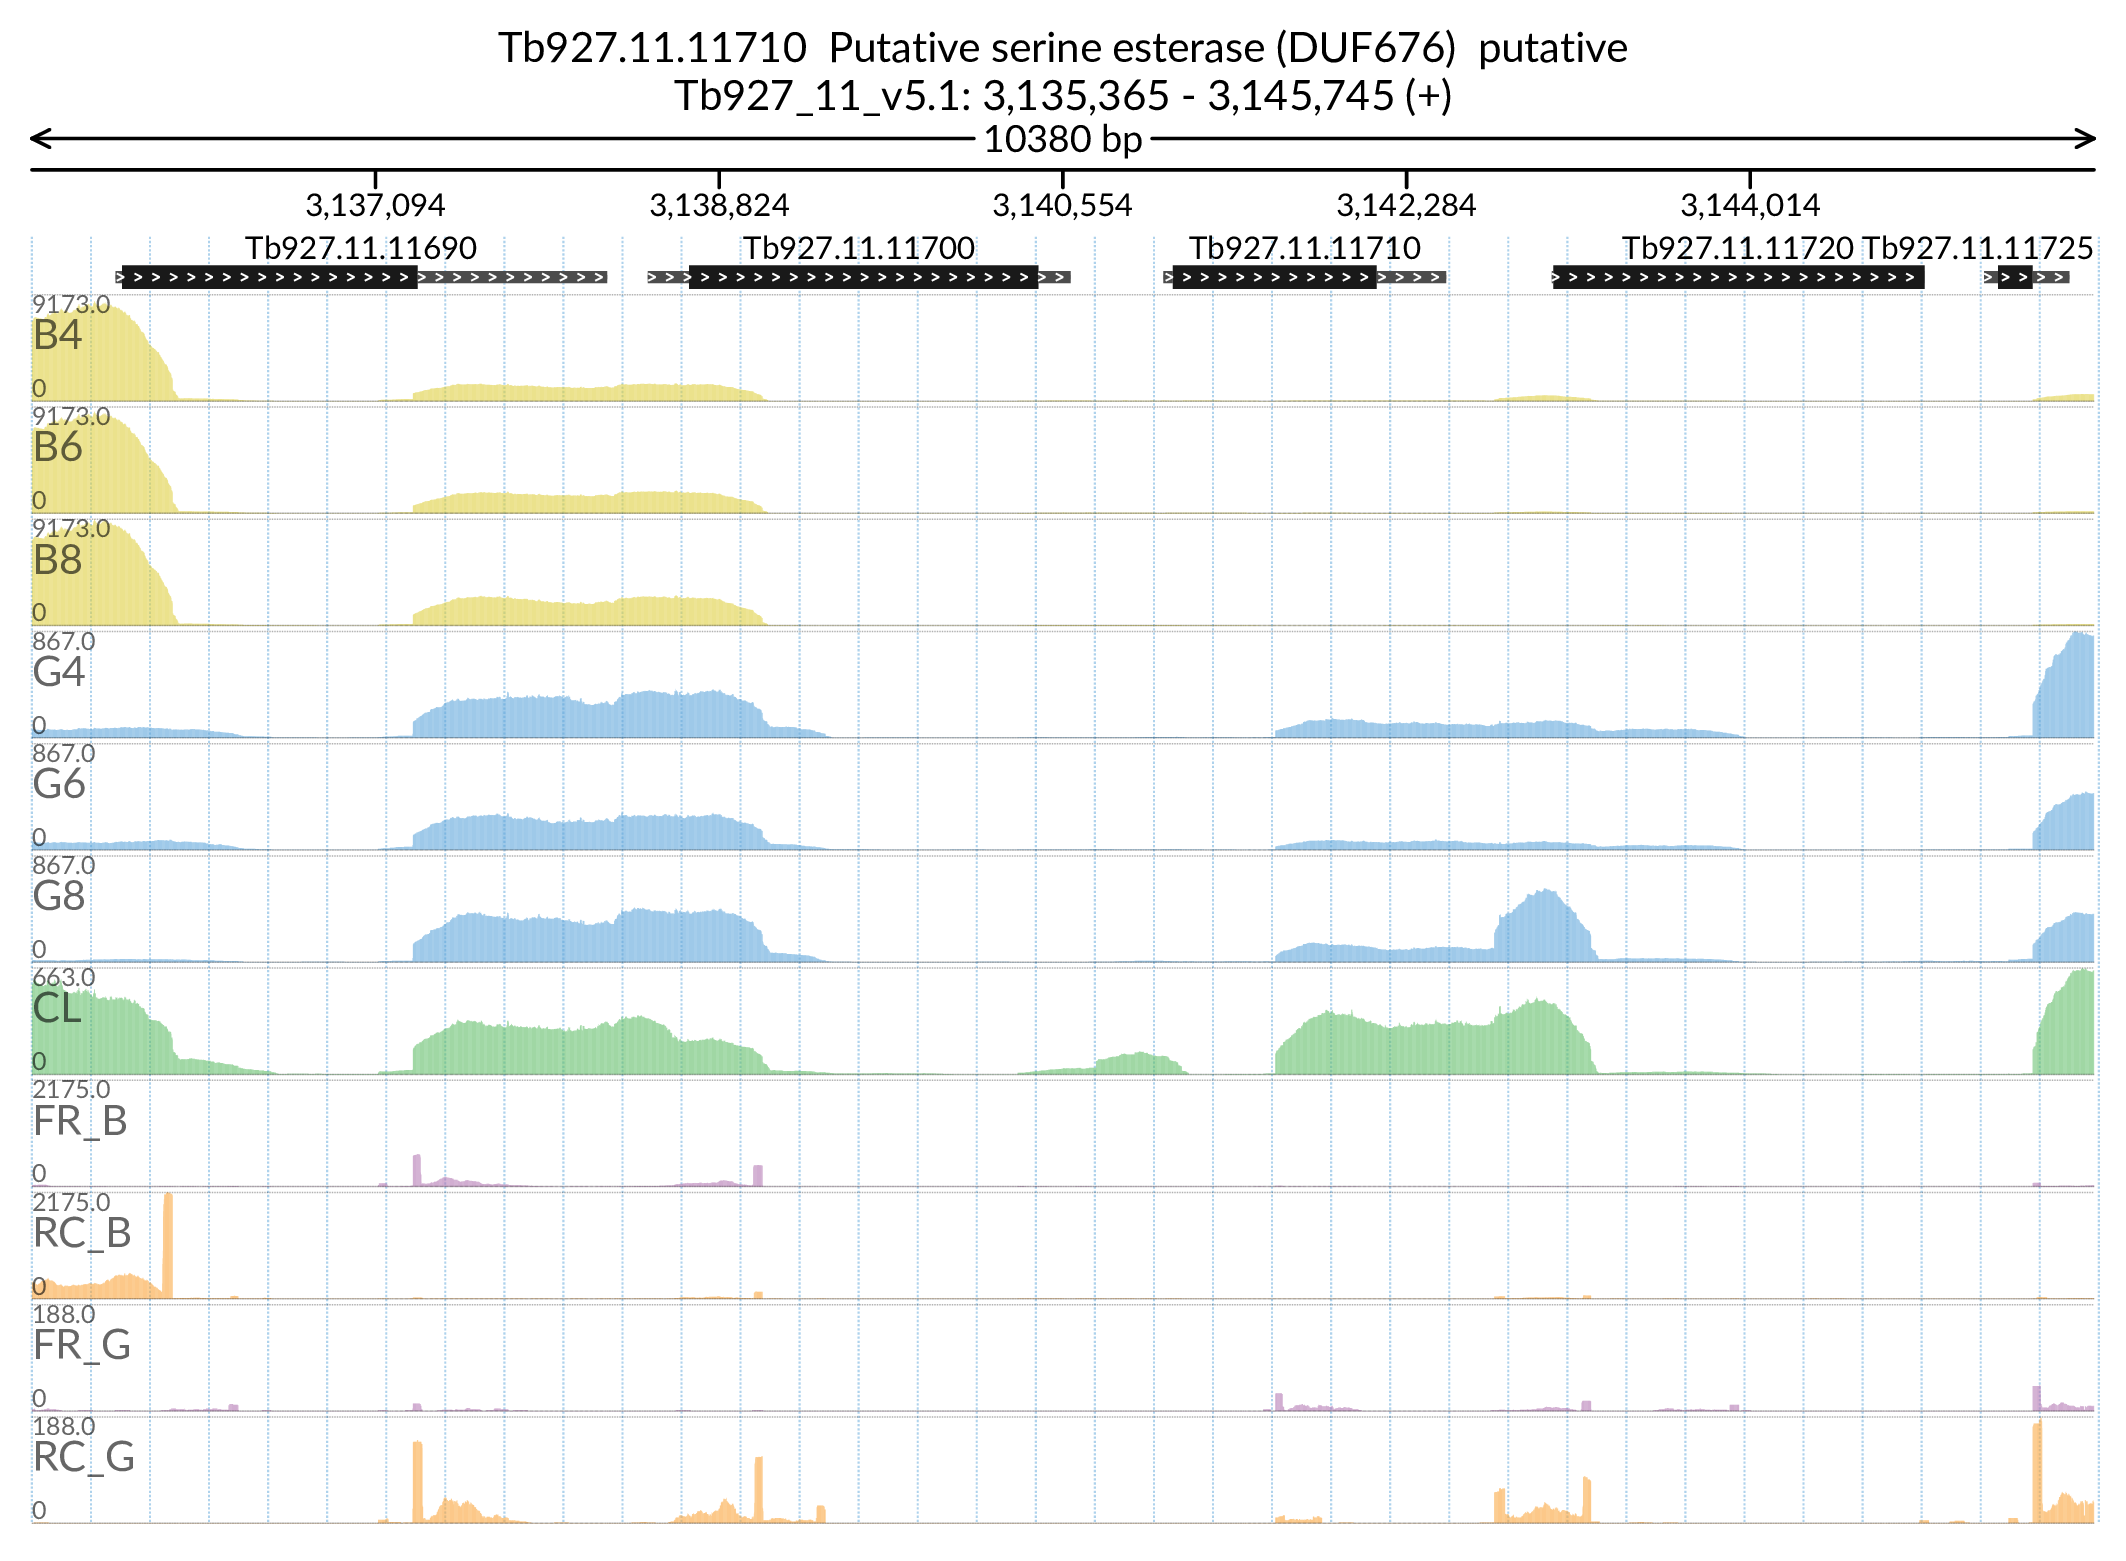 Tb927.11.11710  Putative serine esterase (DUF676)  putative
Tb927_11_v5.1: 3,135,365 - 3,145,745 (+)
10380 bp
3,137,094 3,138,824 3,140,554 3,142,284 3,144,014
Tb927.11.11690 Tb927.11.11700 Tb927.11.11710 Tb927.11.11720 Tb927.11.11725
9173.0
B4
0
9173.0
B6
0
9173.0
B8
0
867.0
G4
0
867.0
G6
0
867.0
G8
0
663.0
CL
0
2175.0
FR_B
0
2175.0
RC_B
0
188.0
FR_G
0
188.0
RC_G
0